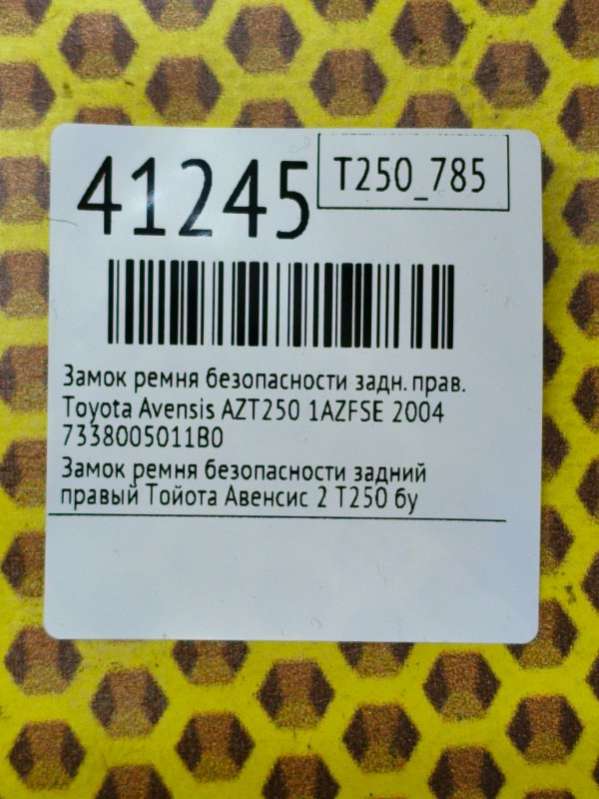 41245
T250_785
Замок ремня безопасности задн. прав.
Toyota Avensis AZT250 1AZFSE 2004
7338005011B0
Замок ремня безопасности задний
правый Тойота Авенсис 2 Т250 бу